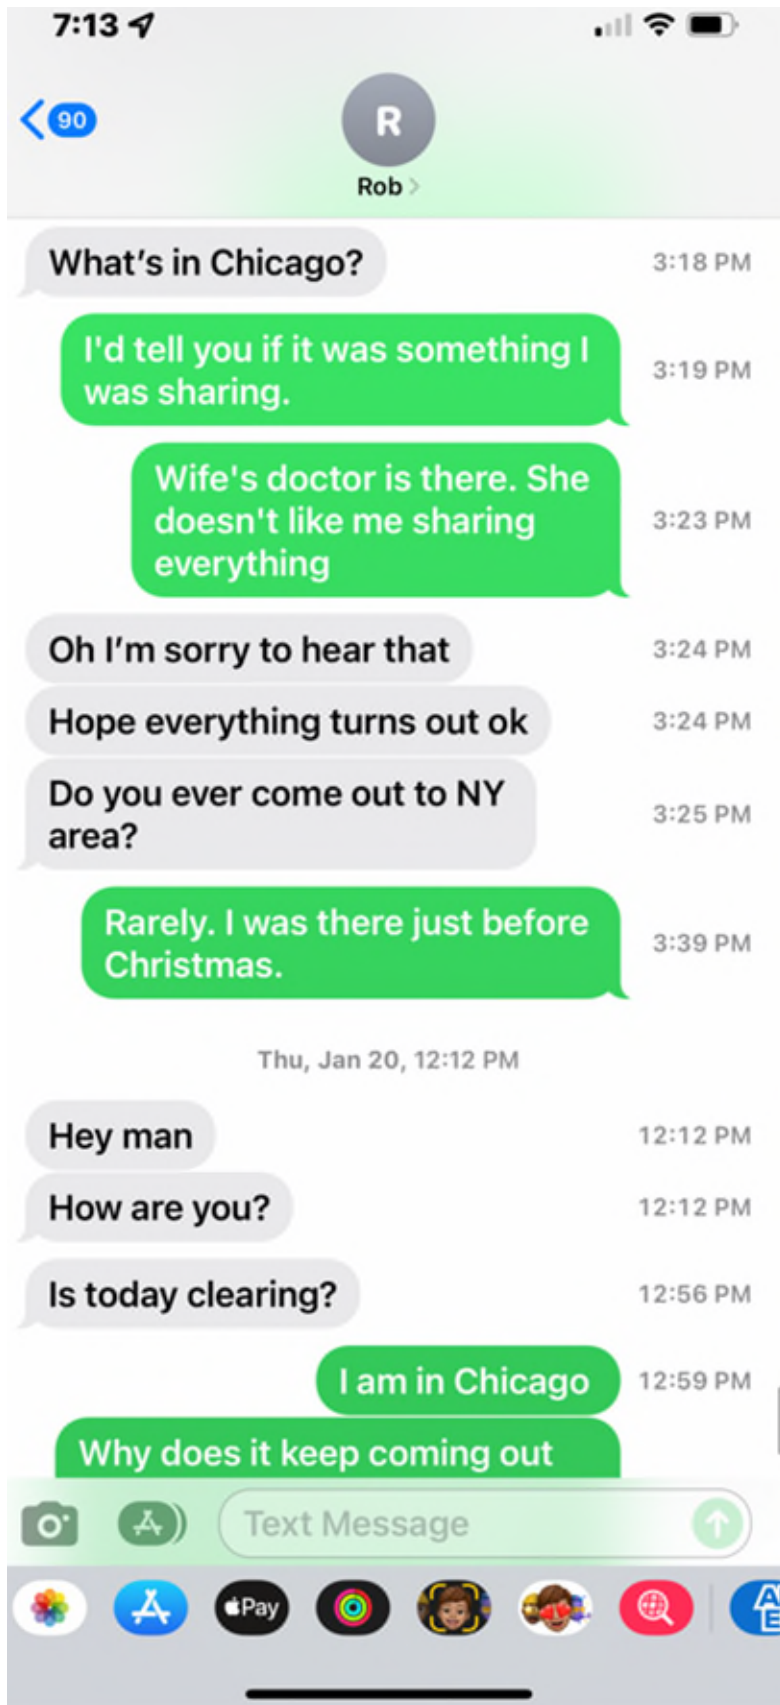 7:13
90
R
Rob
What's in Chicago?
3:18 PM
I'd tell you if it was something I
was sharing.
3:19 PM
Wife's doctor is there. She
doesn't like me sharing
everything
3:23 PM
Oh I'm sorry to hear that
3:24 PM
Hope everything turns out ok
3:24 PM
Do you ever come out to NY
area?
3:25 PM
Rarely. I was there just before
Christmas.
3:39 PM
Thu, Jan 20, 12:12 PM
Hey man
12:12 PM
How are you?
12:12 PM
Is today clearing?
12:56 PM
I am in Chicago
12:59 PM
Why does it keep coming out
Text Message
Pay